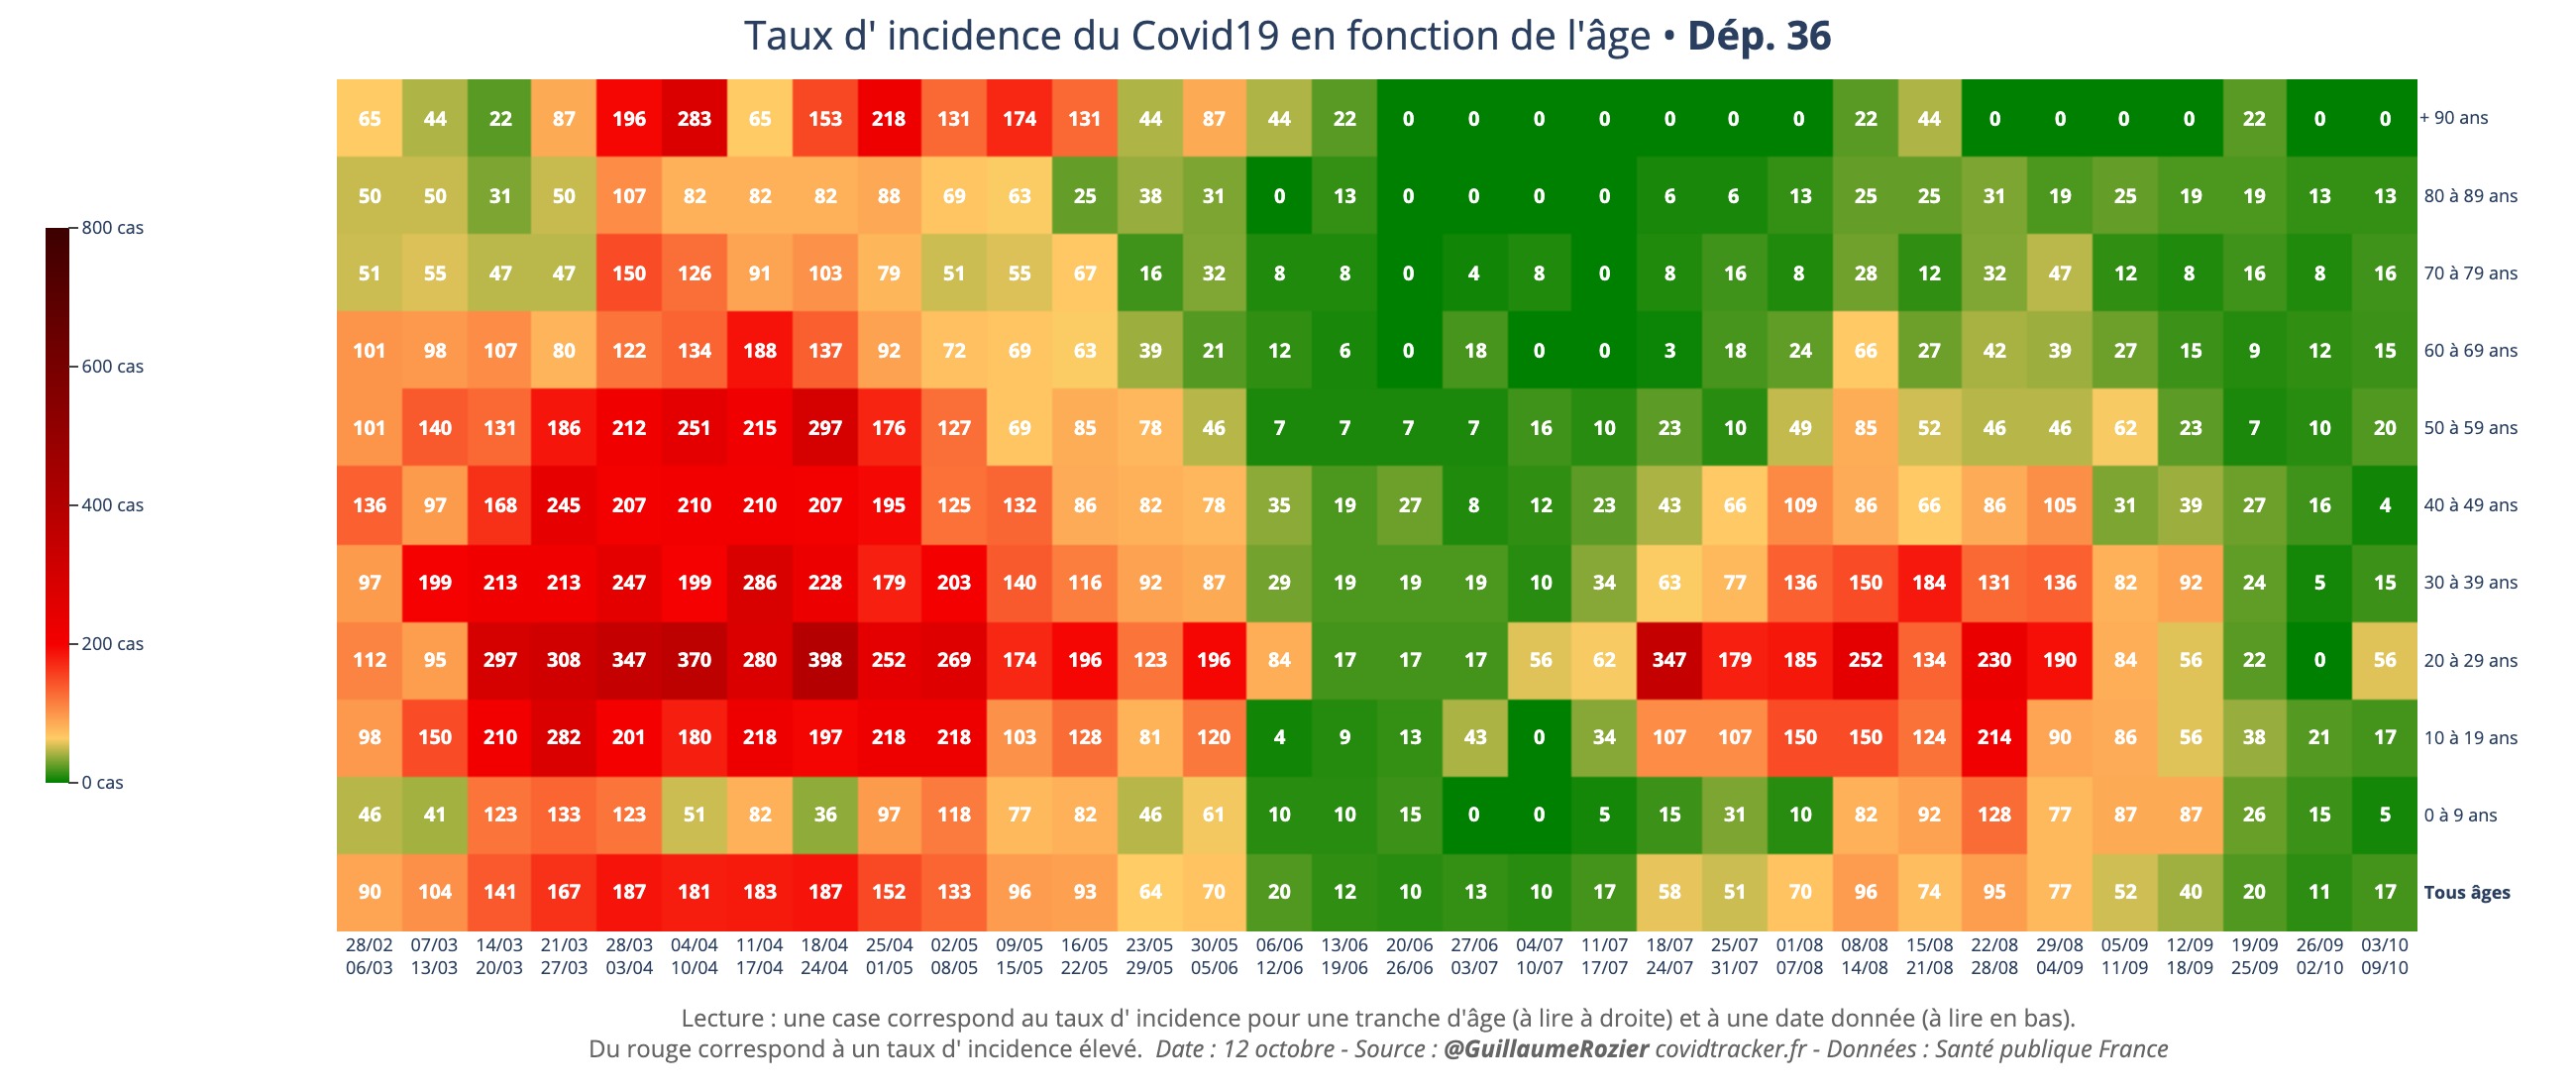 Taux d' incidence du Covid19 en fonction de l'âge • Dép. 36
800 cas
600 cas
400 cas
200 cas
0 cas
65 44 22 87 196 283 65 153 218 131 174 131 44 87 44 22 0 0 0 0 0 0 0 22 44 0 0 0 0 22 0 0 + 90 ans
50 50 31 50 107 82 82 82 88 69 63 25 38 31 0 13 0 0 0 0 6 6 13 25 25 31 19 25 19 19 13 13 80 à 89 ans
51 55 47 47 150 126 91 103 79 51 55 67 16 32 8 8 0 4 8 0 8 16 8 28 12 32 47 12 8 16 8 16 70 à 79 ans
101 98 107 80 122 134 188 137 92 72 69 63 39 21 12 6 0 18 0 0 3 18 24 66 27 42 39 27 15 9 12 15 60 à 69 ans
101 140 131 186 212 251 215 297 176 127 69 85 78 46 7 7 7 7 16 10 23 10 49 85 52 46 46 62 23 7 10 20 50 à 59 ans
136 97 168 245 207 210 210 207 195 125 132 86 82 78 35 19 27 8 12 23 43 66 109 86 66 86 105 31 39 27 16 4 40 à 49 ans
97 199 213 213 247 199 286 228 179 203 140 116 92 87 29 19 19 19 10 34 63 77 136 150 184 131 136 82 92 24 5 15 30 à 39 ans
112 95 297 308 347 370 280 398 252 269 174 196 123 196 84 17 17 17 56 62 347 179 185 252 134 230 190 84 56 22 0 56 20 à 29 ans
98 150 210 282 201 180 218 197 218 218 103 128 81 120 4 9 13 43 0 34 107 107 150 150 124 214 90 86 56 38 21 17 10 à 19 ans
46 41 123 133 123 51 82 36 97 118 77 82 46 61 10 10 15 0 0 5 15 31 10 82 92 128 77 87 87 26 15 5 0 à 9 ans
90 104 141 167 187 181 183 187 152 133 96 93 64 70 20 12 10 13 10 17 58 51 70 96 74 95 77 52 40 20 11 17 Tous âges
28/02 07/03 14/03 21/03 28/03 04/04 11/04 18/04 25/04 02/05 09/05 16/05 23/05 30/05 06/06 13/06 20/06 27/06 04/07 11/07 18/07 25/07 01/08 08/08 15/08 22/08 29/08 05/09 12/09 19/09 26/09 03/10
06/03 13/03 20/03 27/03 03/04 10/04 17/04 24/04 01/05 08/05 15/05 22/05 29/05 05/06 12/06 19/06 26/06 03/07 10/07 17/07 24/07 31/07 07/08 14/08 21/08 28/08 04/09 11/09 18/09 25/09 02/10 09/10
Lecture : une case correspond au taux d' incidence pour une tranche d'âge (à lire à droite) et à une date donnée (à lire en bas).
Du rouge correspond à un taux d' incidence élevé. Date : 12 octobre - Source : @GuillaumeRozier covidtracker.fr - Données : Santé publique France